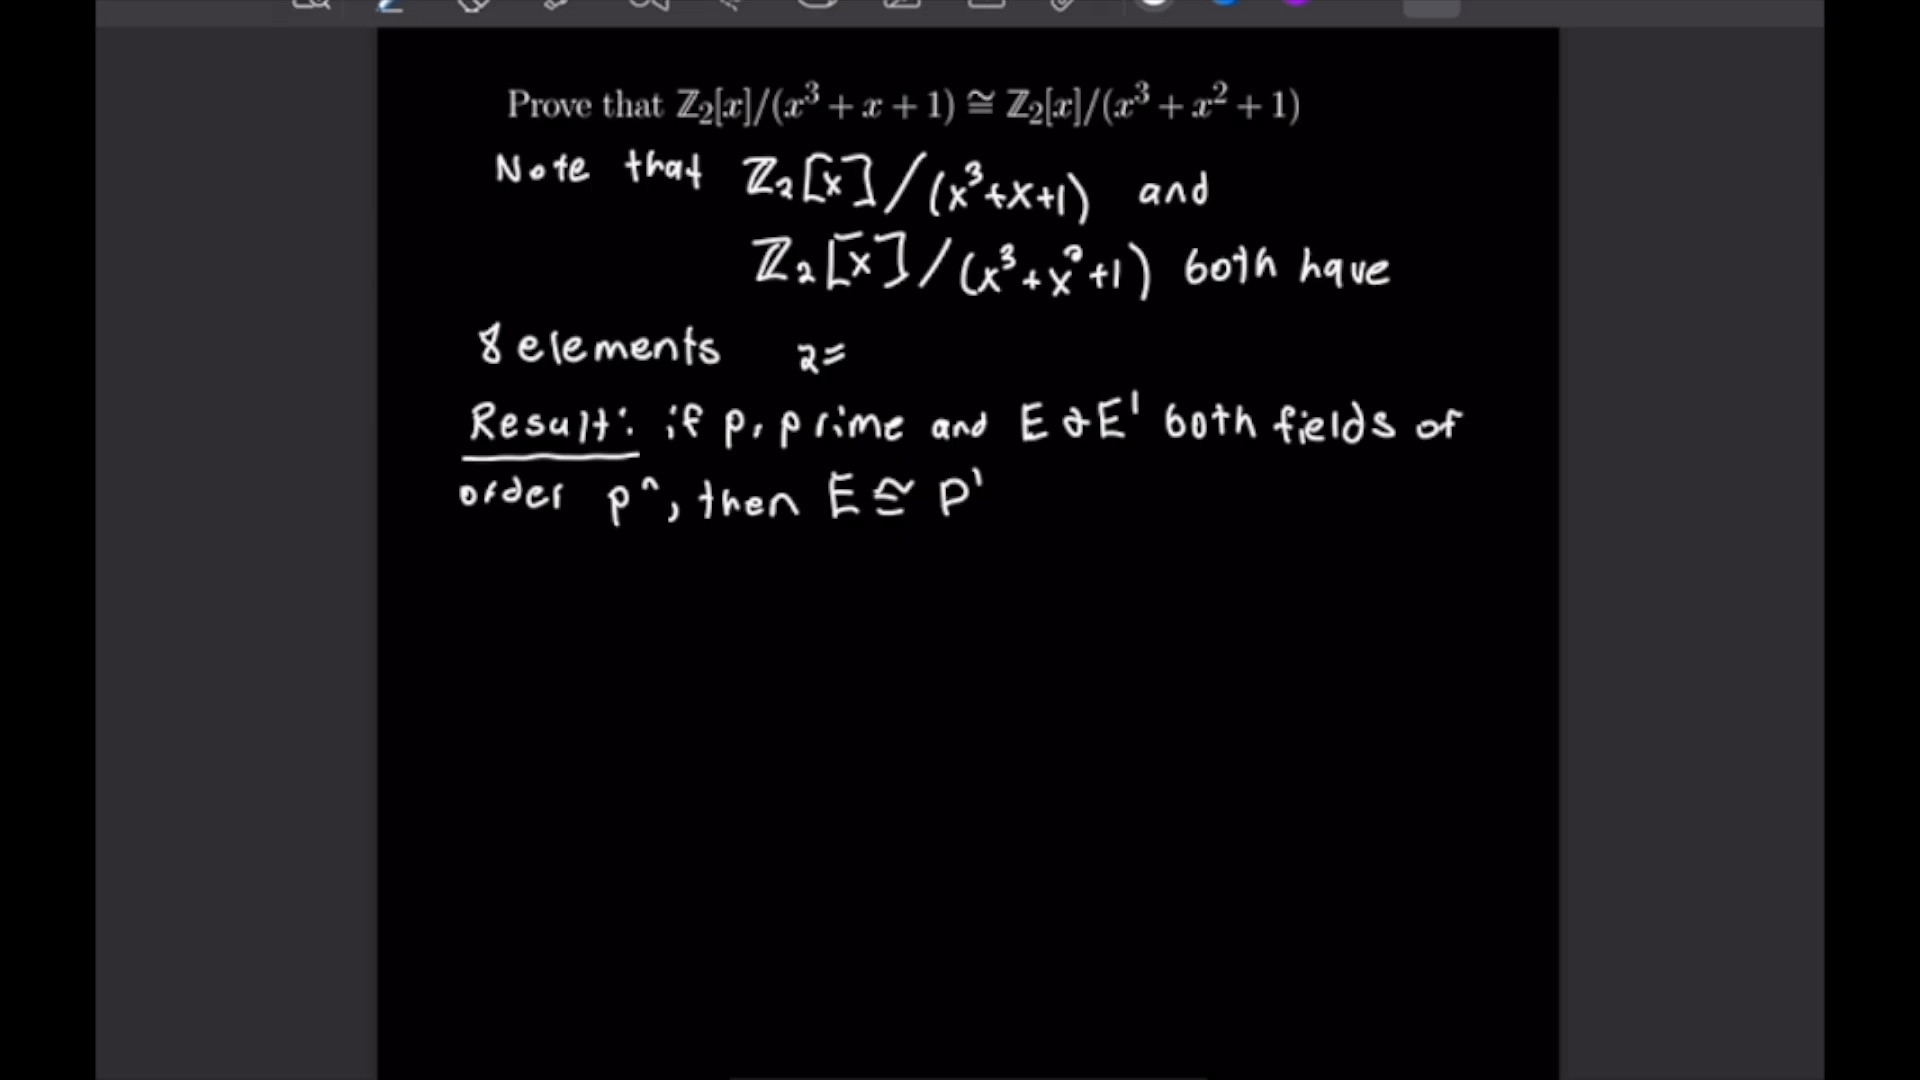 Prove that ℤ₂[x]/(x³ + x + 1) ≅ ℤ₂[x]/(x³ + x² + 1)
Note that ℤ₂[x]/(x³+x+1) and
ℤ₂[x]/(x³+x²+1) both have
8 elements 2=
Result: if p, prime and E & E' both fields of
order pⁿ, then E ≅ P'